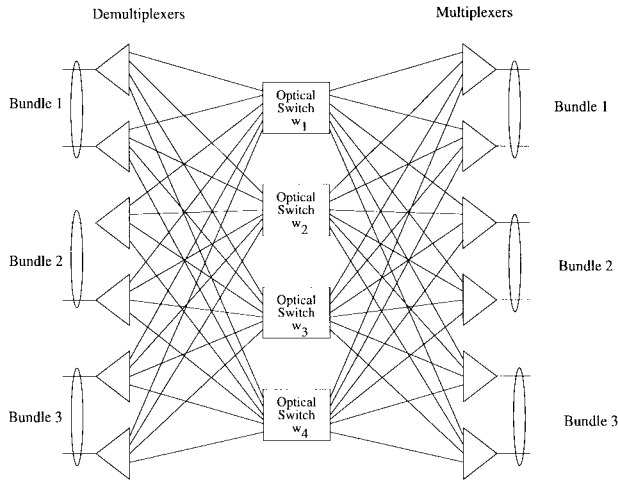 Demultiplexers
Multiplexers
Bundle 1
Bundle 2
Bundle 3
Optical
Switch
w1
Optical
Switch
w2
Optical
Switch
w3
Optical
Switch
w4
Bundle 1
Bundle 2
Bundle 3